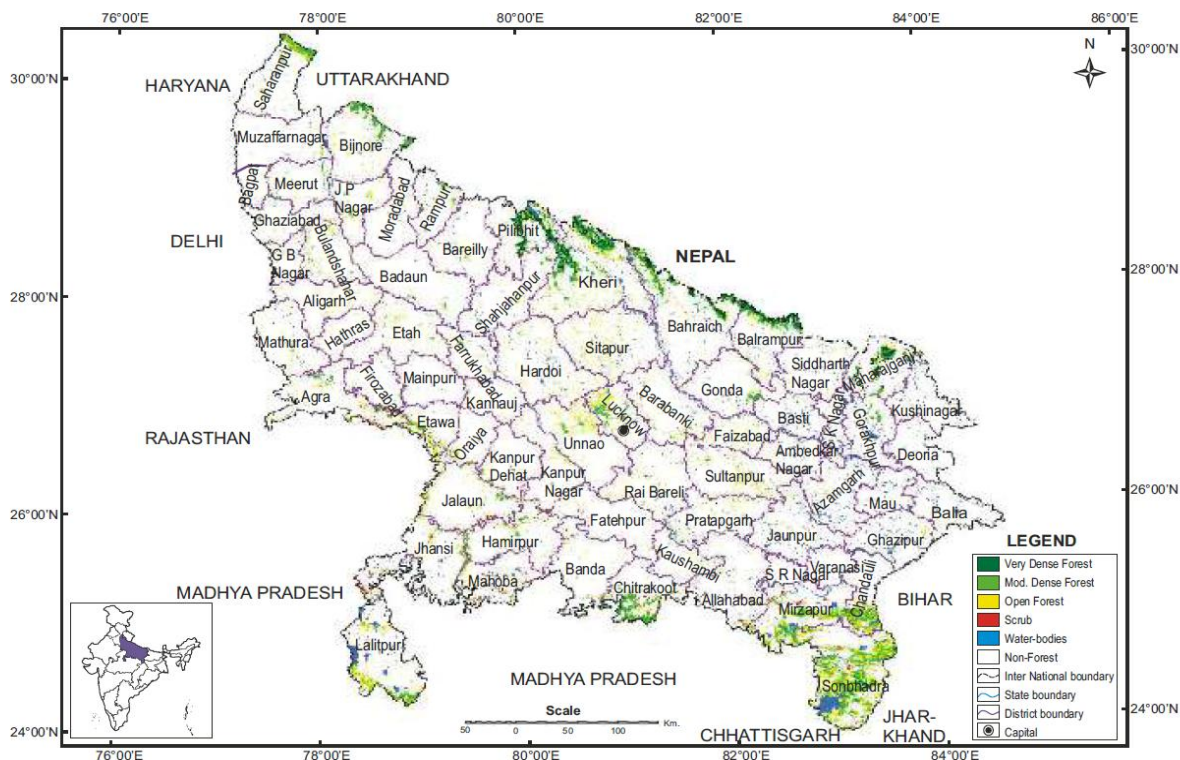 76°00'E 78°00'E 80°00'E 82°00'E 84°00'E 86°00'E
30°00'N
30°00'N
28°00'N
28°00'N
26°00'N
26°00'N
24°00'N
24°00'N
N
HARYANA
UTTARAKHAND
Saharanpur
Muzaffarnagar
Bijnore
Bagpat
Meerut
J P
Nagar
Moradabad
Rampur
Ghaziabad
DELHI
G B
Nagar
Bulandshahar
Bareilly
Pilibhit
NEPAL
Badaun
Shahjahanpur
Kheri
Aligarh
Hathras
Mathura
Etah
Farrukhabad
Sitapur
Bahraich
Balrampur
Siddharth
Nagar
Maharajganj
Hardoi
Gonda
Mainpuri
Firozabad
Agra
Kannauj
Lucknow
Barabanki
Basti
S K Nagar
Gorakhpur
Kushinagar
RAJASTHAN
Etawa
Oraiya
Unnao
Faizabad
Ambedkar
Nagar
Deoria
Kanpur
Dehat
Kanpur
Nagar
Rai Bareli
Sultanpur
Azamgarh
Mau
Balia
Jalaun
Fatehpur
Pratapgarh
Jaunpur
Ghazipur
Jhansi
Hamirpur
Mahoba
Banda
Chitrakoot
Kaushambi
Allahabad
S R Nagar
Varanasi
Chandauli
BIHAR
MADHYA PRADESH
Mirzapur
Lalitpur
MADHYA PRADESH
Sonbhadra
CHHATTISGARH
JHAR-
KHAND
Scale
50 0 50 100 Km.
LEGEND
Very Dense Forest
Mod. Dense Forest
Open Forest
Scrub
Water-bodies
Non-Forest
Inter National boundary
State boundary
District boundary
Capital
76°00'E 78°00'E 80°00'E 82°00'E 84°00'E